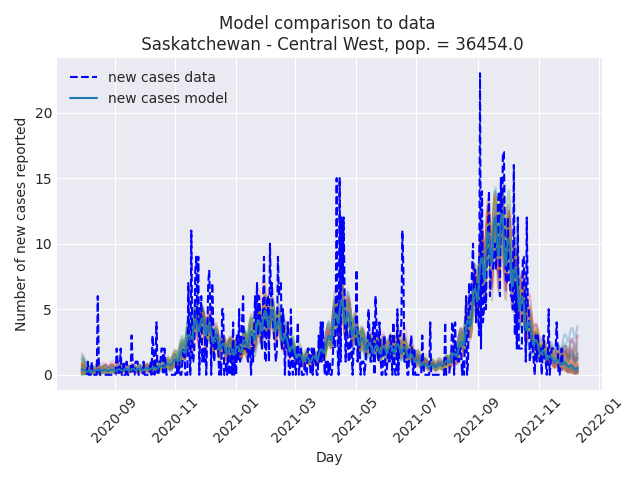 Model comparison to data
Saskatchewan - Central West, pop. = 36454.0
new cases data
new cases model
Number of new cases reported
20
15
10
5
0
2020-09
2020-11
2021-01
2021-03
2021-05
2021-07
2021-09
2021-11
2022-01
Day